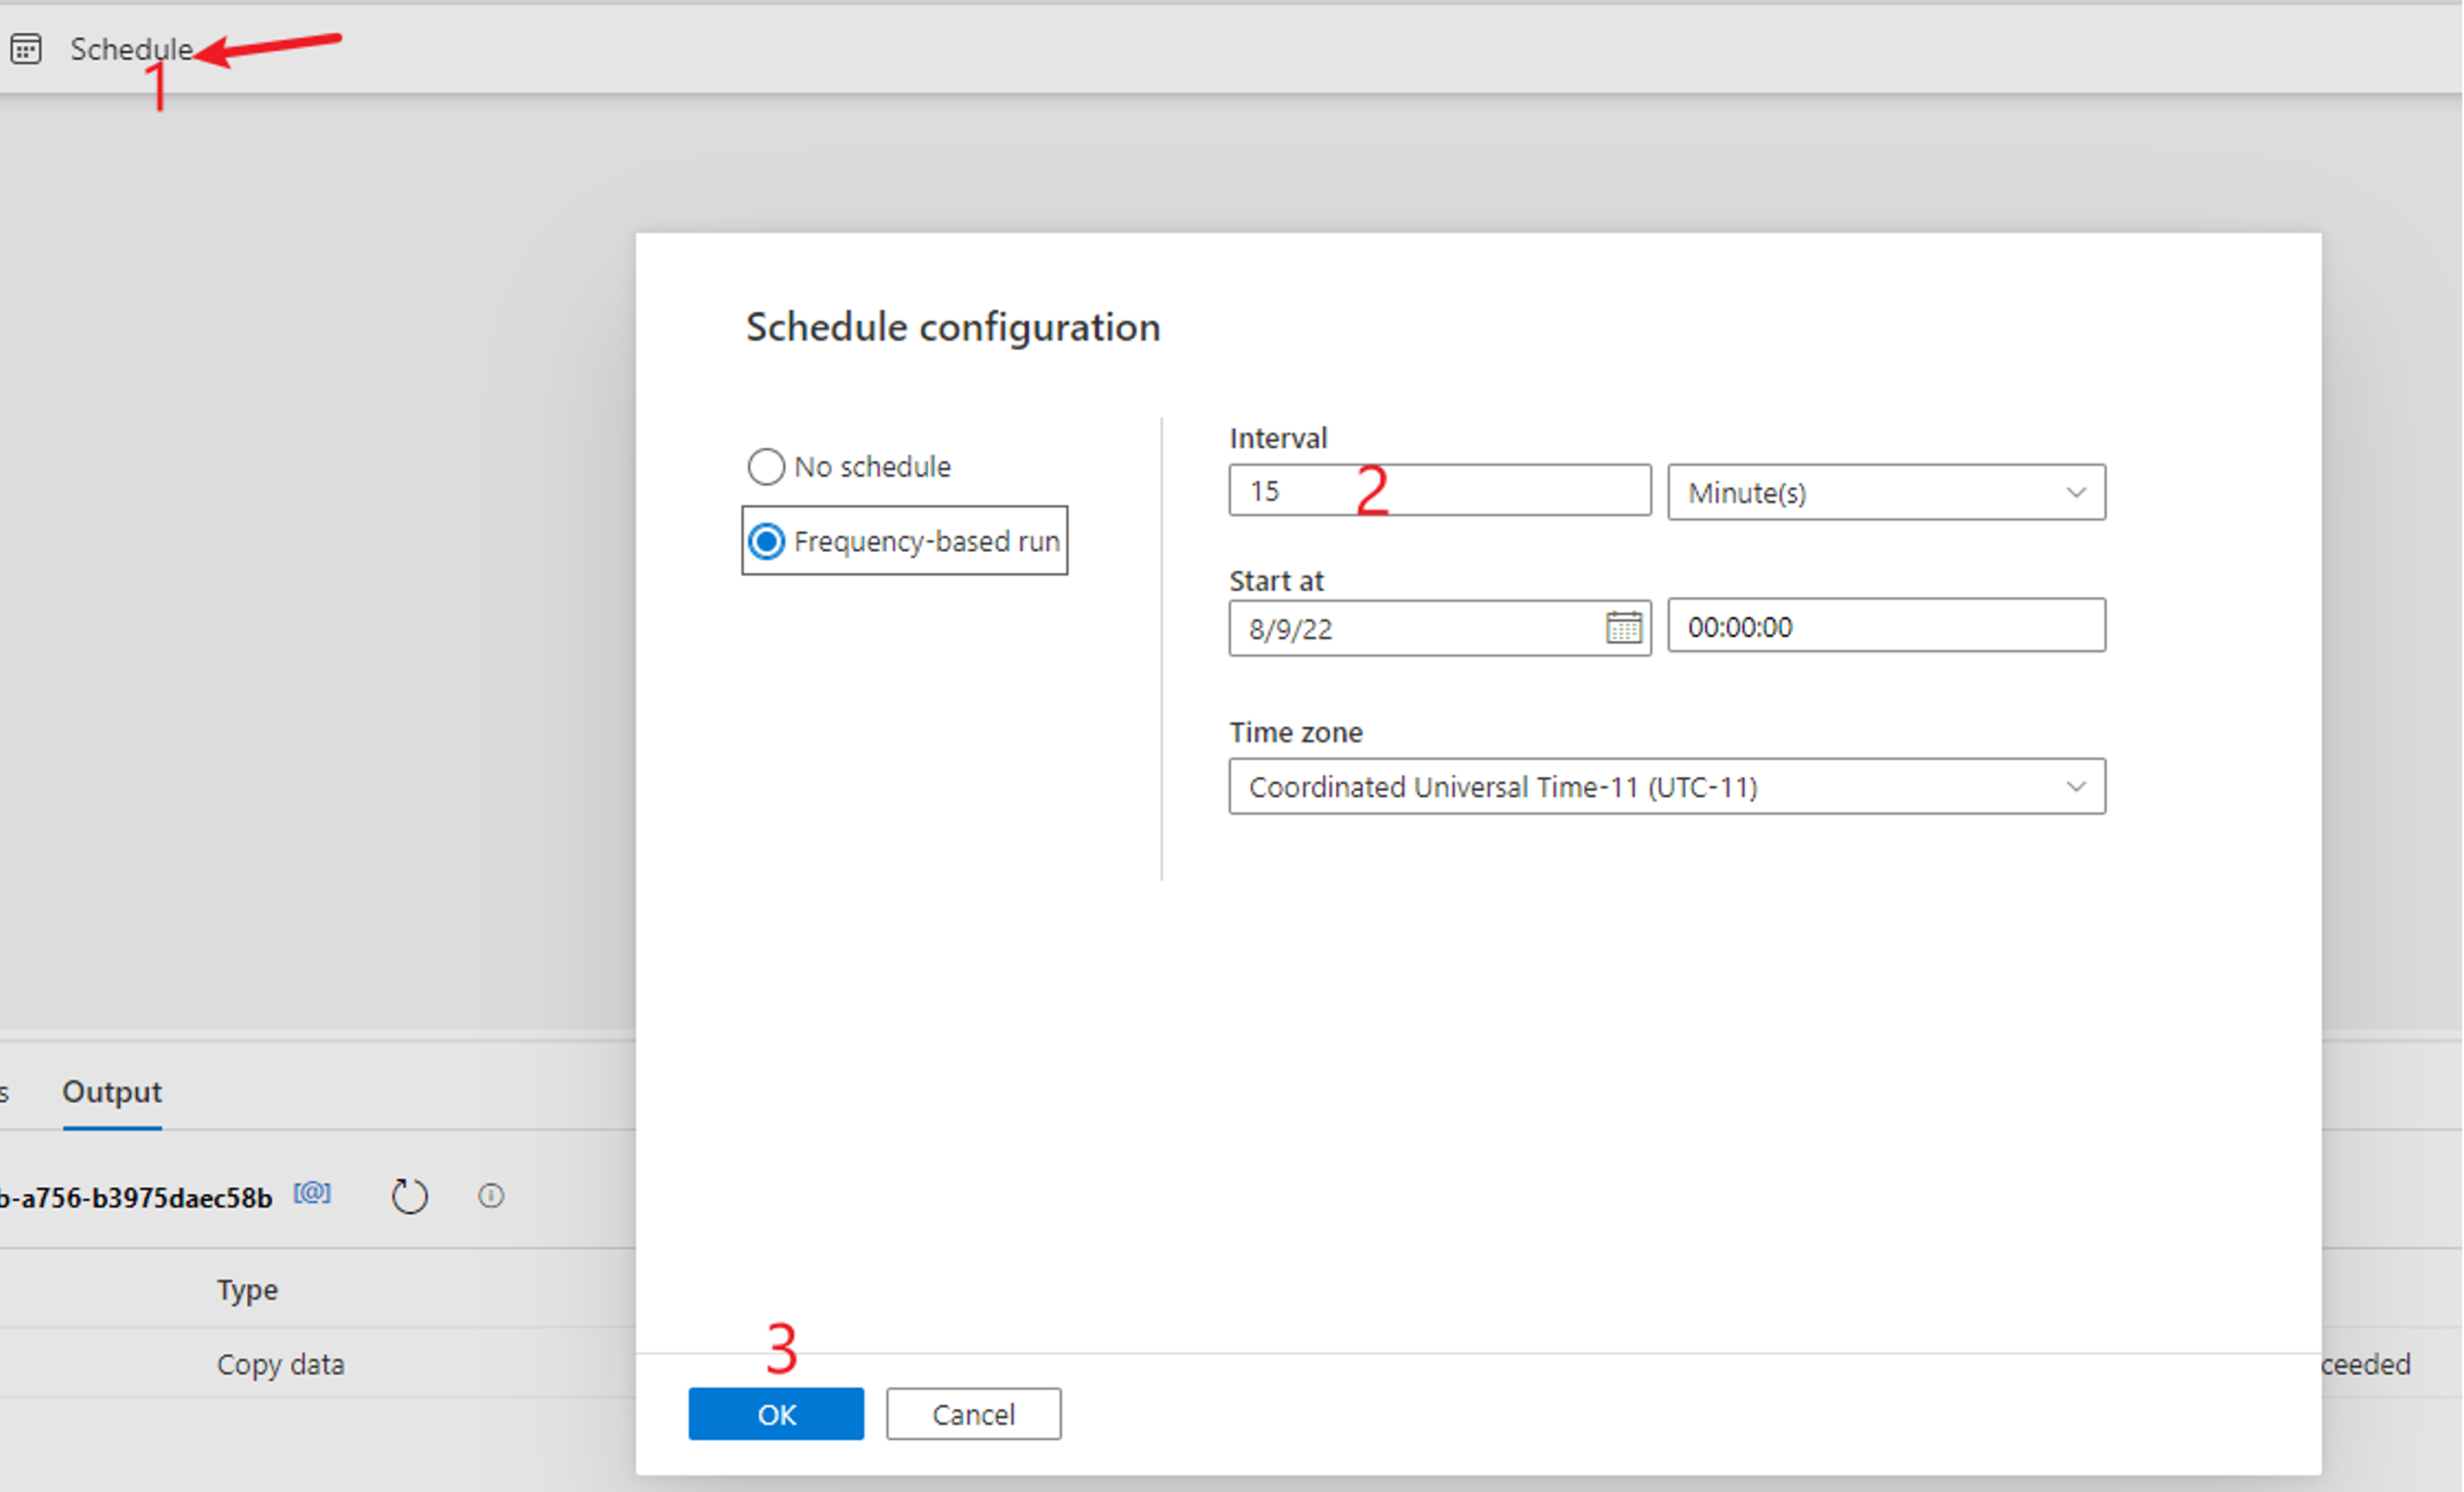 Schedule
1
Schedule configuration
No schedule
Frequency-based run
Interval
15
2
Minute(s)
Start at
8/9/22
00:00:00
Time zone
Coordinated Universal Time-11 (UTC-11)
s
Output
b-a756-b3975daec58b [@]
Type
Copy data
ceeded
3
OK
Cancel